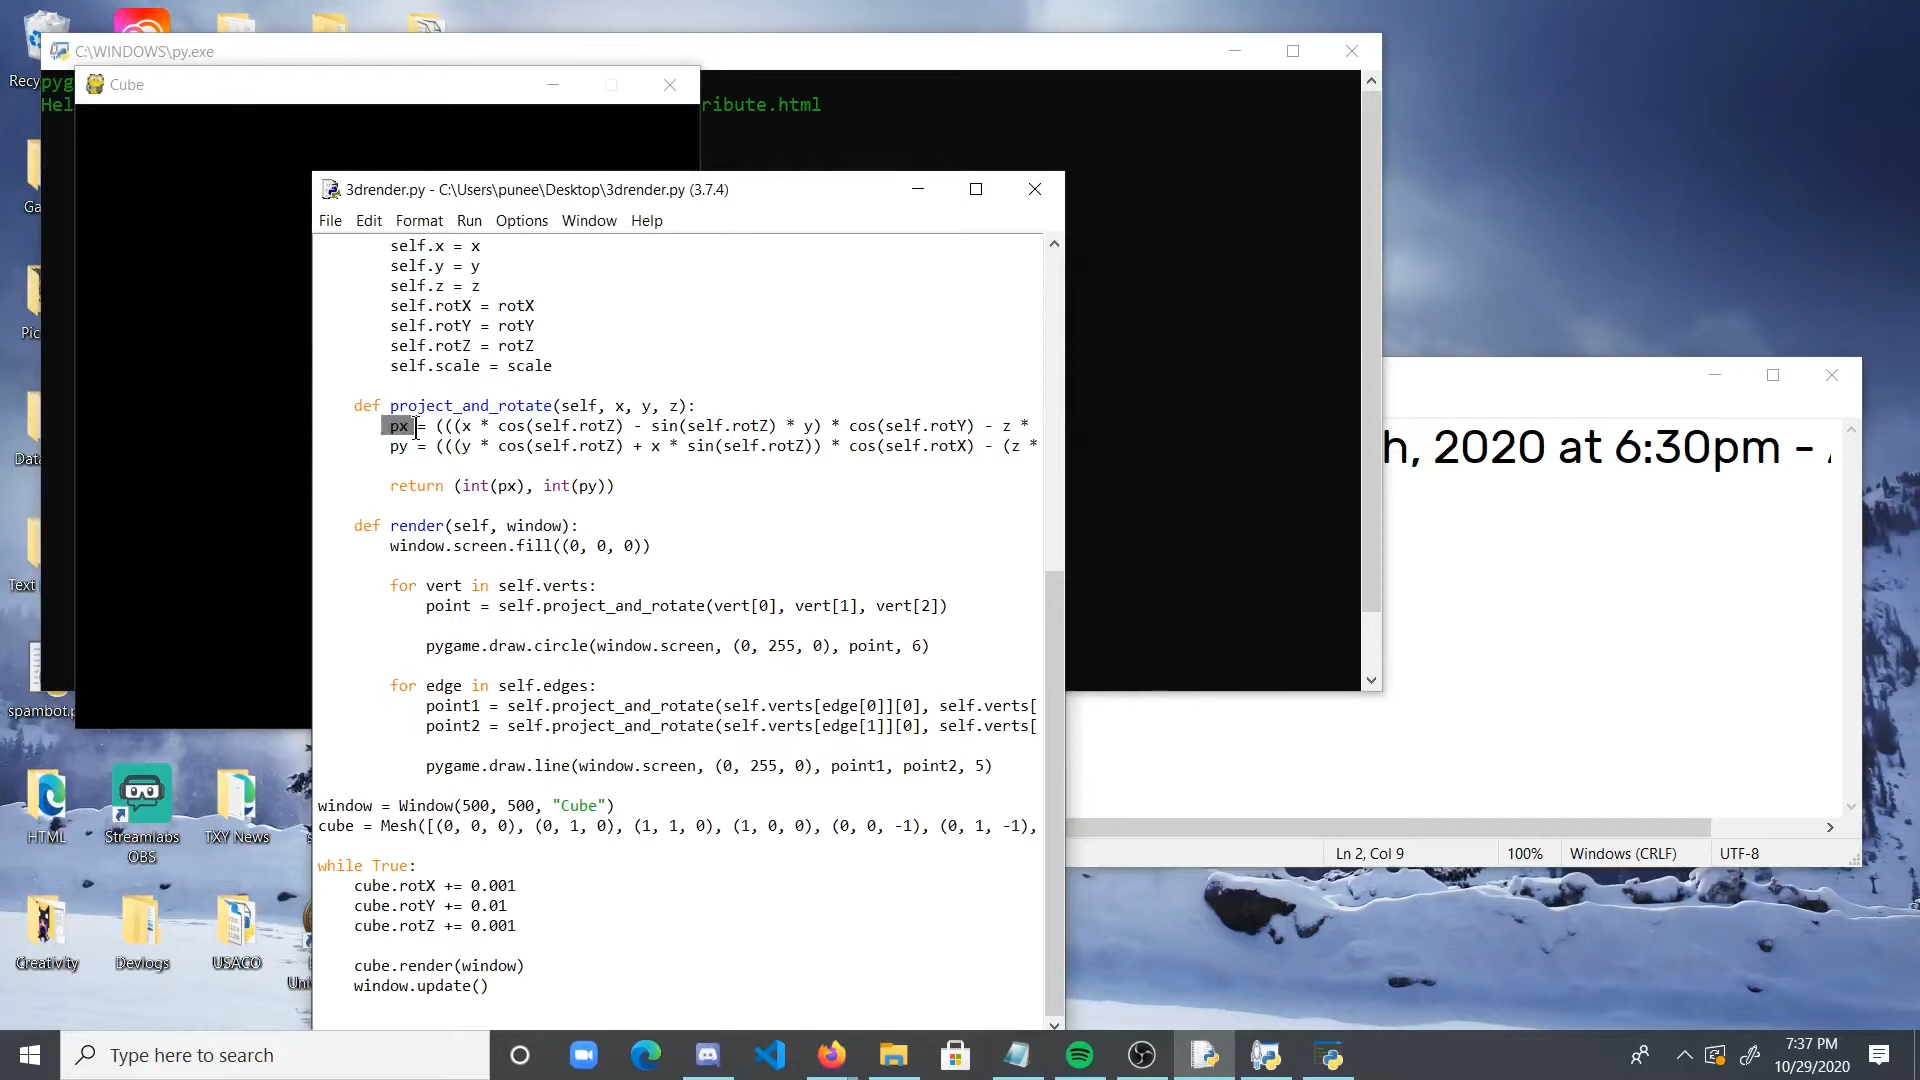 C:\WINDOWS\py.exe
Recy
pyg
Cube
Hel
ribute.html
3drender.py - C:\Users\punee\Desktop\3drender.py (3.7.4)
File Edit Format Run Options Window Help
self.x = x
self.y = y
self.z = z
self.rotX = rotX
self.rotY = rotY
self.rotZ = rotZ
self.scale = scale
def project_and_rotate(self, x, y, z):
px = (((x * cos(self.rotZ) - sin(self.rotZ) * y) * cos(self.rotY) - z *
py = (((y * cos(self.rotZ) + x * sin(self.rotZ)) * cos(self.rotX) - (z *
return (int(px), int(py))
def render(self, window):
window.screen.fill((0, 0, 0))
for vert in self.verts:
point = self.project_and_rotate(vert[0], vert[1], vert[2])
pygame.draw.circle(window.screen, (0, 255, 0), point, 6)
for edge in self.edges:
point1 = self.project_and_rotate(self.verts[edge[0]][0], self.verts[
point2 = self.project_and_rotate(self.verts[edge[1]][0], self.verts[
pygame.draw.line(window.screen, (0, 255, 0), point1, point2, 5)
window = Window(500, 500, "Cube")
cube = Mesh([(0, 0, 0), (0, 1, 0), (1, 1, 0), (1, 0, 0), (0, 0, -1), (0, 1, -1),
while True:
cube.rotX += 0.001
cube.rotY += 0.01
cube.rotZ += 0.001
cube.render(window)
window.update()
h, 2020 at 6:30pm -
Ln 2, Col 9 100% Windows (CRLF) UTF-8
Ga
Pic
Dat
Text
spambot.p
HTML
Streamlabs OBS
TXY News
Creativity
Devlogs
USACO
Uni
Type here to search
7:37 PM
10/29/2020